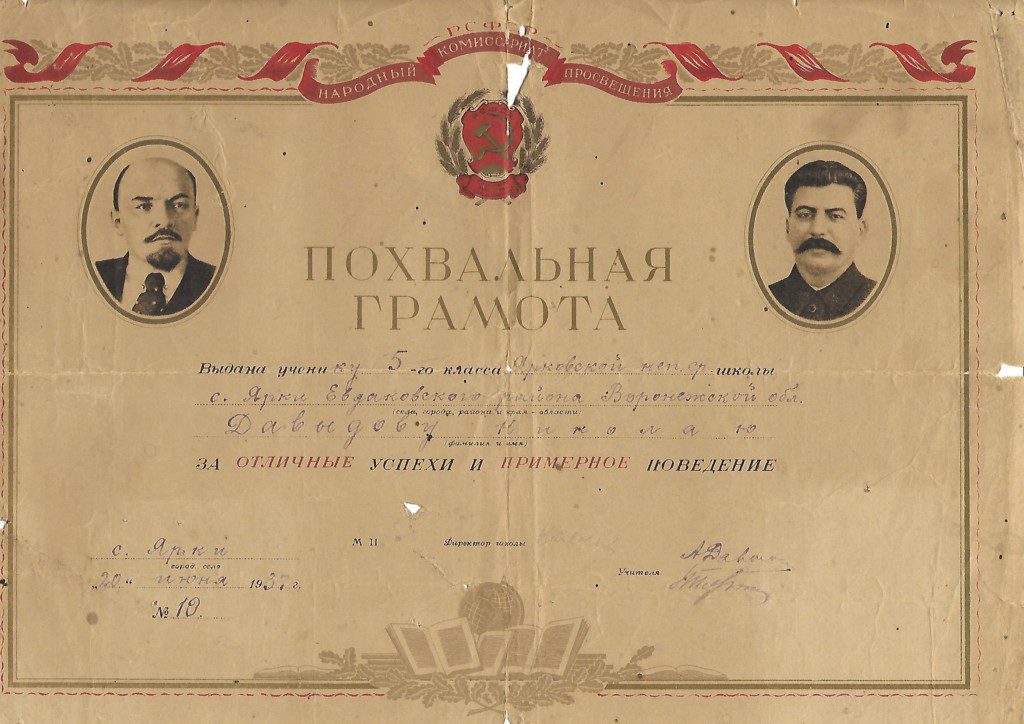 РСФСР
НАРОДНЫЙ КОМИССАРИАТ ПРОСВЕЩЕНИЯ
ПОХВАЛЬНАЯ
ГРАМОТА
Выдана ученику 5-го класса Ярковской неп. ср. школы
с. Ярки Евдаковского района Воронежской обл.
(села, города, района и края - области)
Давыдову Николаю
(фамилия и имя)
ЗА ОТЛИЧНЫЕ УСПЕХИ И ПРИМЕРНОЕ ПОВЕДЕНИЕ
с. Ярки
город, село
„20" июня 1937 г.
№ 19.
М П
Директор школы
Учителя